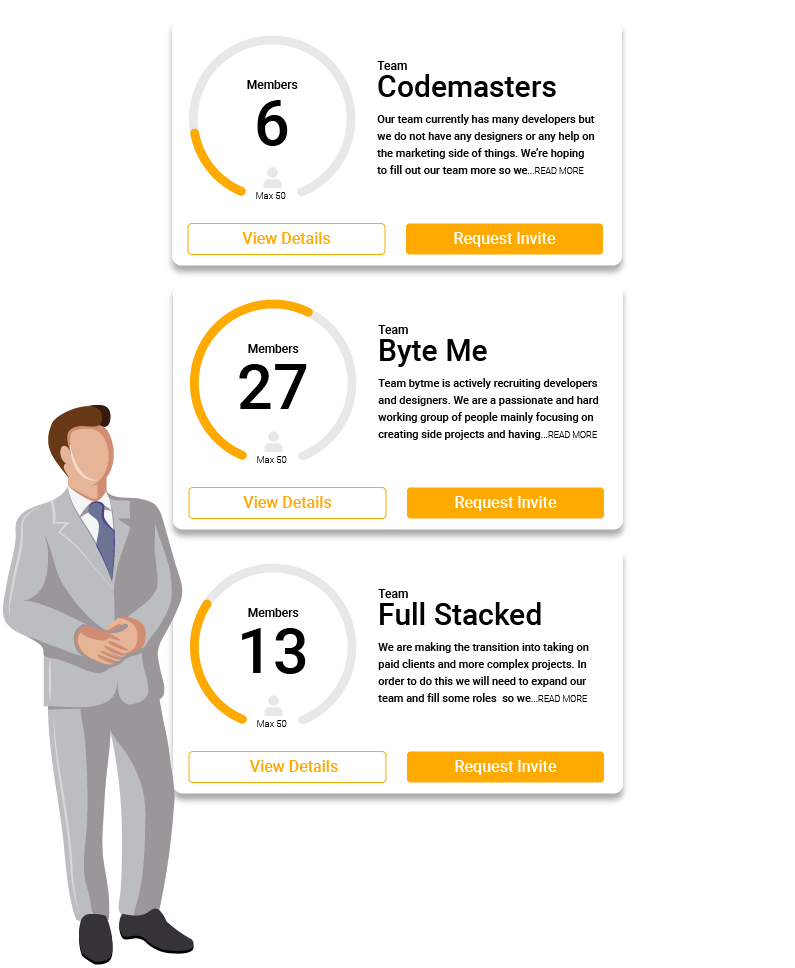 Members
6
Max 50
Team
Codemasters
Our team currently has many developers but
we do not have any designers or any help on
the marketing side of things. We're hoping
to fill out our team more so we...READ MORE
View Details
Request Invite
Members
27
Max 50
Team
Byte Me
Team bytme is actively recruiting developers
and designers. We are a passionate and hard
working group of people mainly focusing on
creating side projects and having...READ MORE
View Details
Request Invite
Members
13
Max 50
Team
Full Stacked
We are making the transition into taking on
paid clients and more complex projects. In
order to do this we will need to expand our
team and fill some roles  so we...READ MORE
View Details
Request Invite